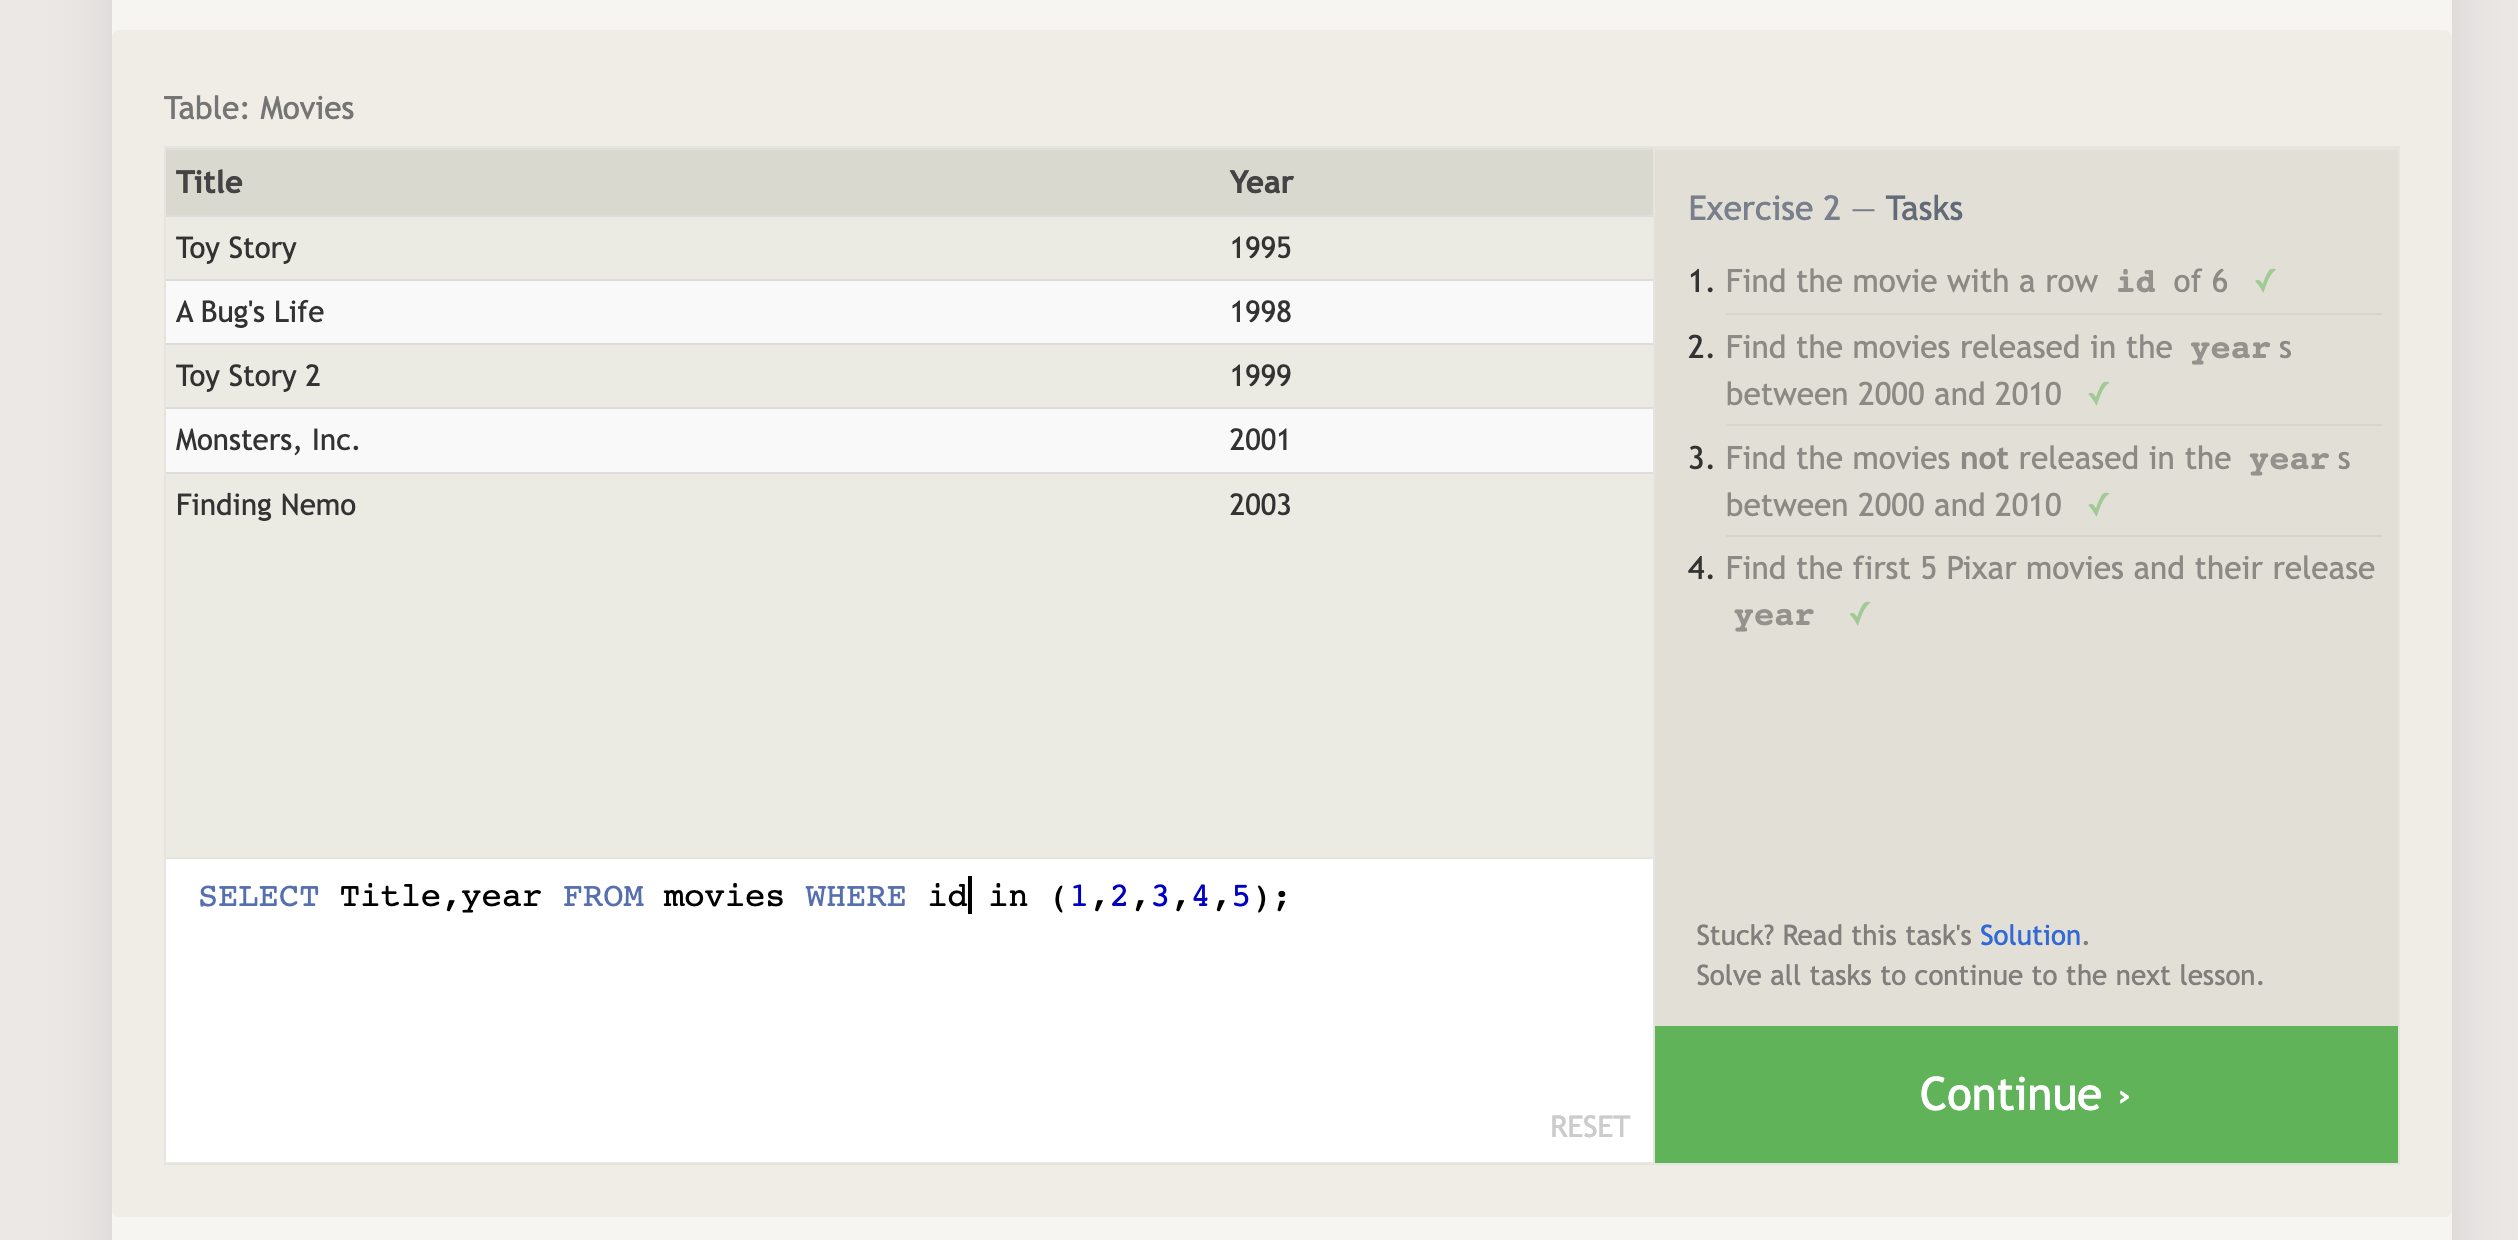 Table: Movies
Title Year
Toy Story 1995
A Bug's Life 1998
Toy Story 2 1999
Monsters, Inc. 2001
Finding Nemo 2003
SELECT Title,year FROM movies WHERE id in (1,2,3,4,5);
RESET
Exercise 2 — Tasks
1. Find the movie with a row id of 6 ✓
2. Find the movies released in the year s
between 2000 and 2010 ✓
3. Find the movies not released in the year s
between 2000 and 2010 ✓
4. Find the first 5 Pixar movies and their release
year ✓
Stuck? Read this task's Solution.
Solve all tasks to continue to the next lesson.
Continue ›